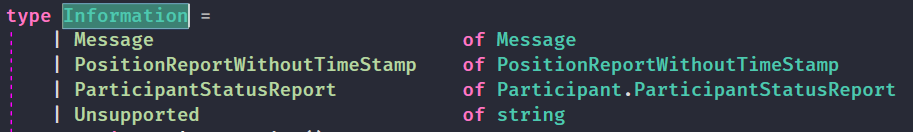 type Information =
| Message of Message
| PositionReportWithoutTimeStamp of PositionReportWithoutTimeStamp
| ParticipantStatusReport of Participant.ParticipantStatusReport
| Unsupported of string